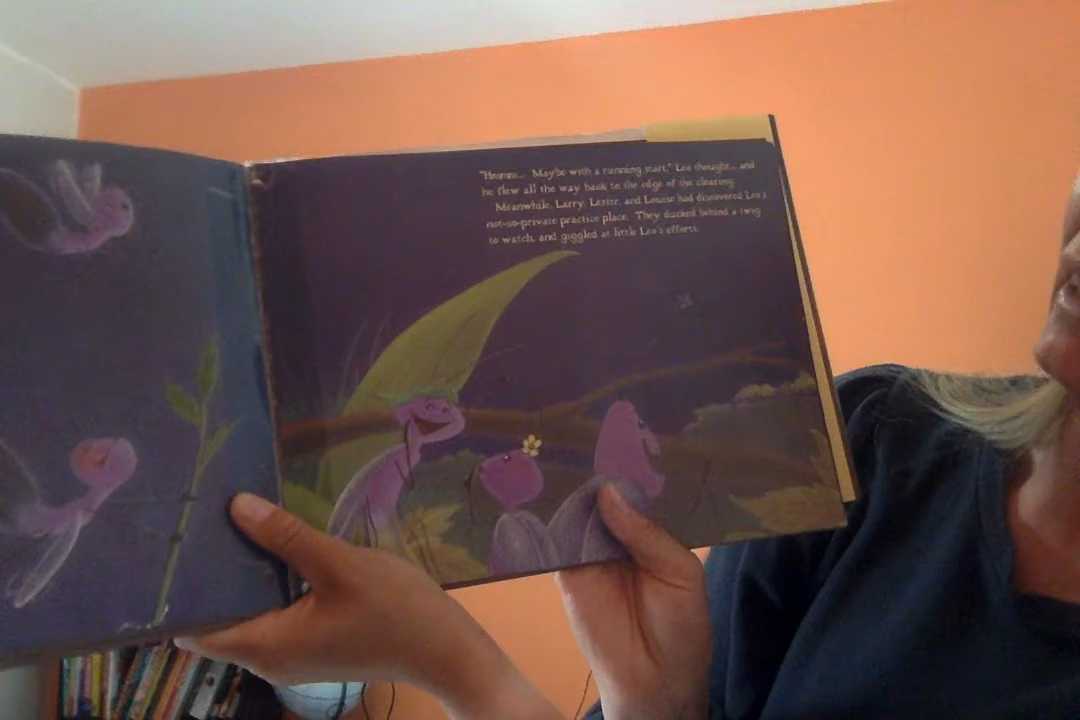 "Hmmm... Maybe with a running start," Leo thought... and
he flew all the way back to the edge of the clearing.
Meanwhile, Larry, Lester, and Louise had discovered Leo's
not-so-private practice place. They ducked behind a twig
to watch, and giggled at little Leo's efforts.